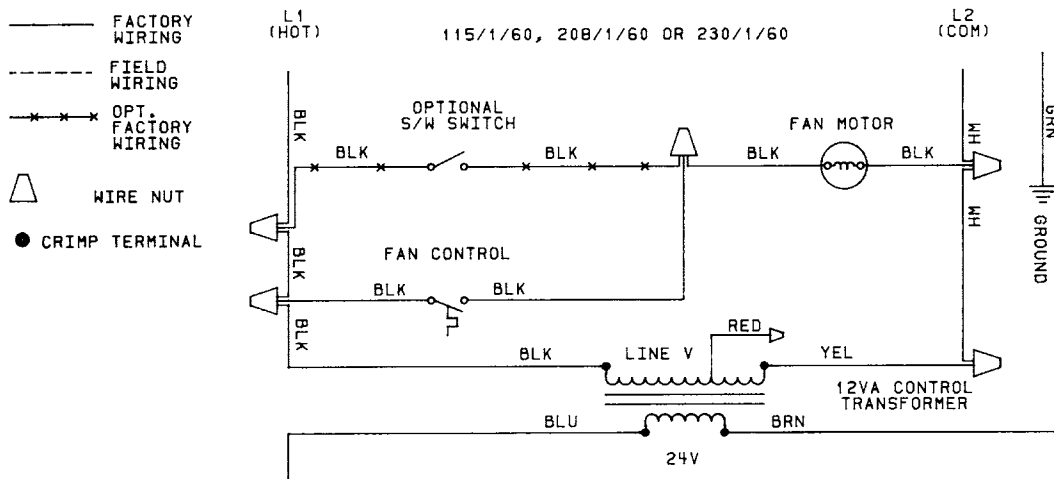 FACTORY
WIRING
FIELD
WIRING
OPT.
FACTORY
WIRING
WIRE NUT
CRIMP TERMINAL
L1
(HOT)
115/1/60, 208/1/60 OR 230/1/60
L2
(COM)
BLK
OPTIONAL
S/W SWITCH
BLK
BLK
BLK
FAN MOTOR
BLK
WH
WH
GRN
GROUND
BLK
FAN CONTROL
BLK
BLK
BLK
BLK
LINE V
RED
YEL
12VA CONTROL
TRANSFORMER
BLU
BRN
24V